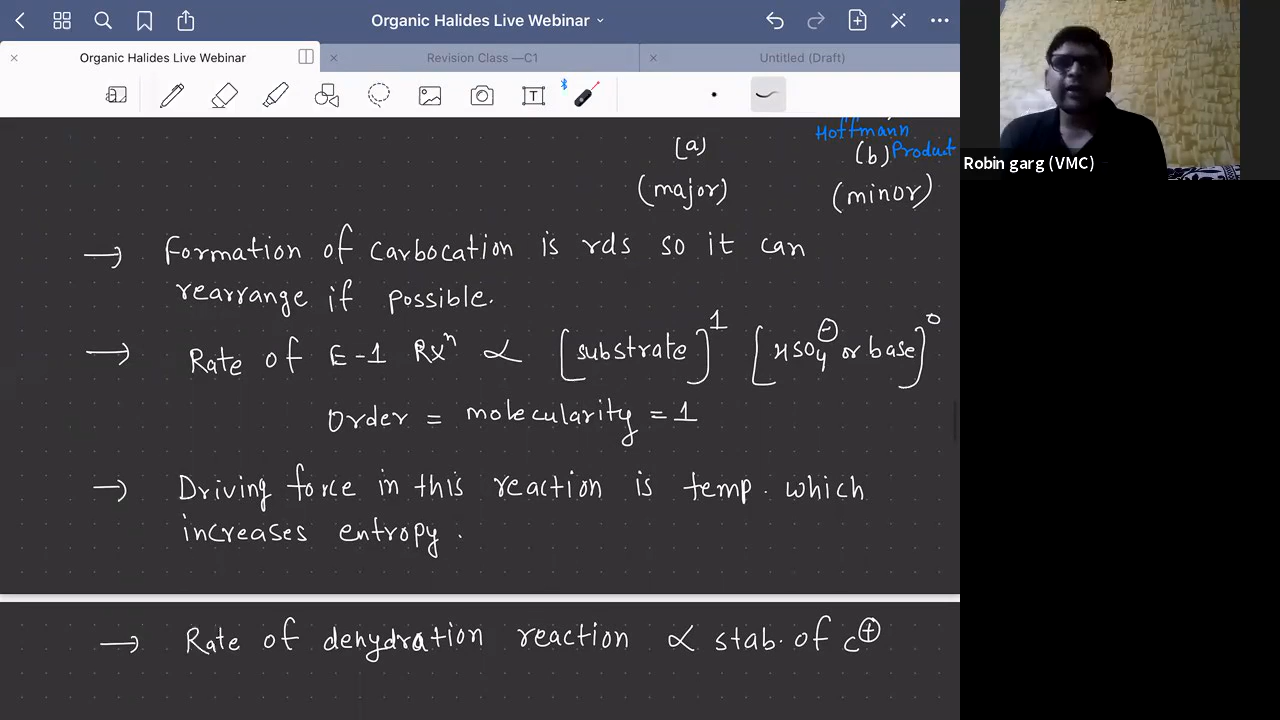 Organic Halides Live Webinar
Organic Halides Live Webinar
Revision Class —C1
Untitled (Draft)
T
Robin garg (VMC)
Hoffmann
(a) (b) Product
(major) (minor)
→ Formation of Carbocation is rds so it can
rearrange if possible.
→ Rate of E-1 Rxⁿ ∝ [substrate]¹ [HSO₄⊖ or base]⁰
Order = molecularity = 1
→ Driving force in this reaction is temp. which
increases entropy.
→ Rate of dehydration reaction ∝ stab. of C⊕